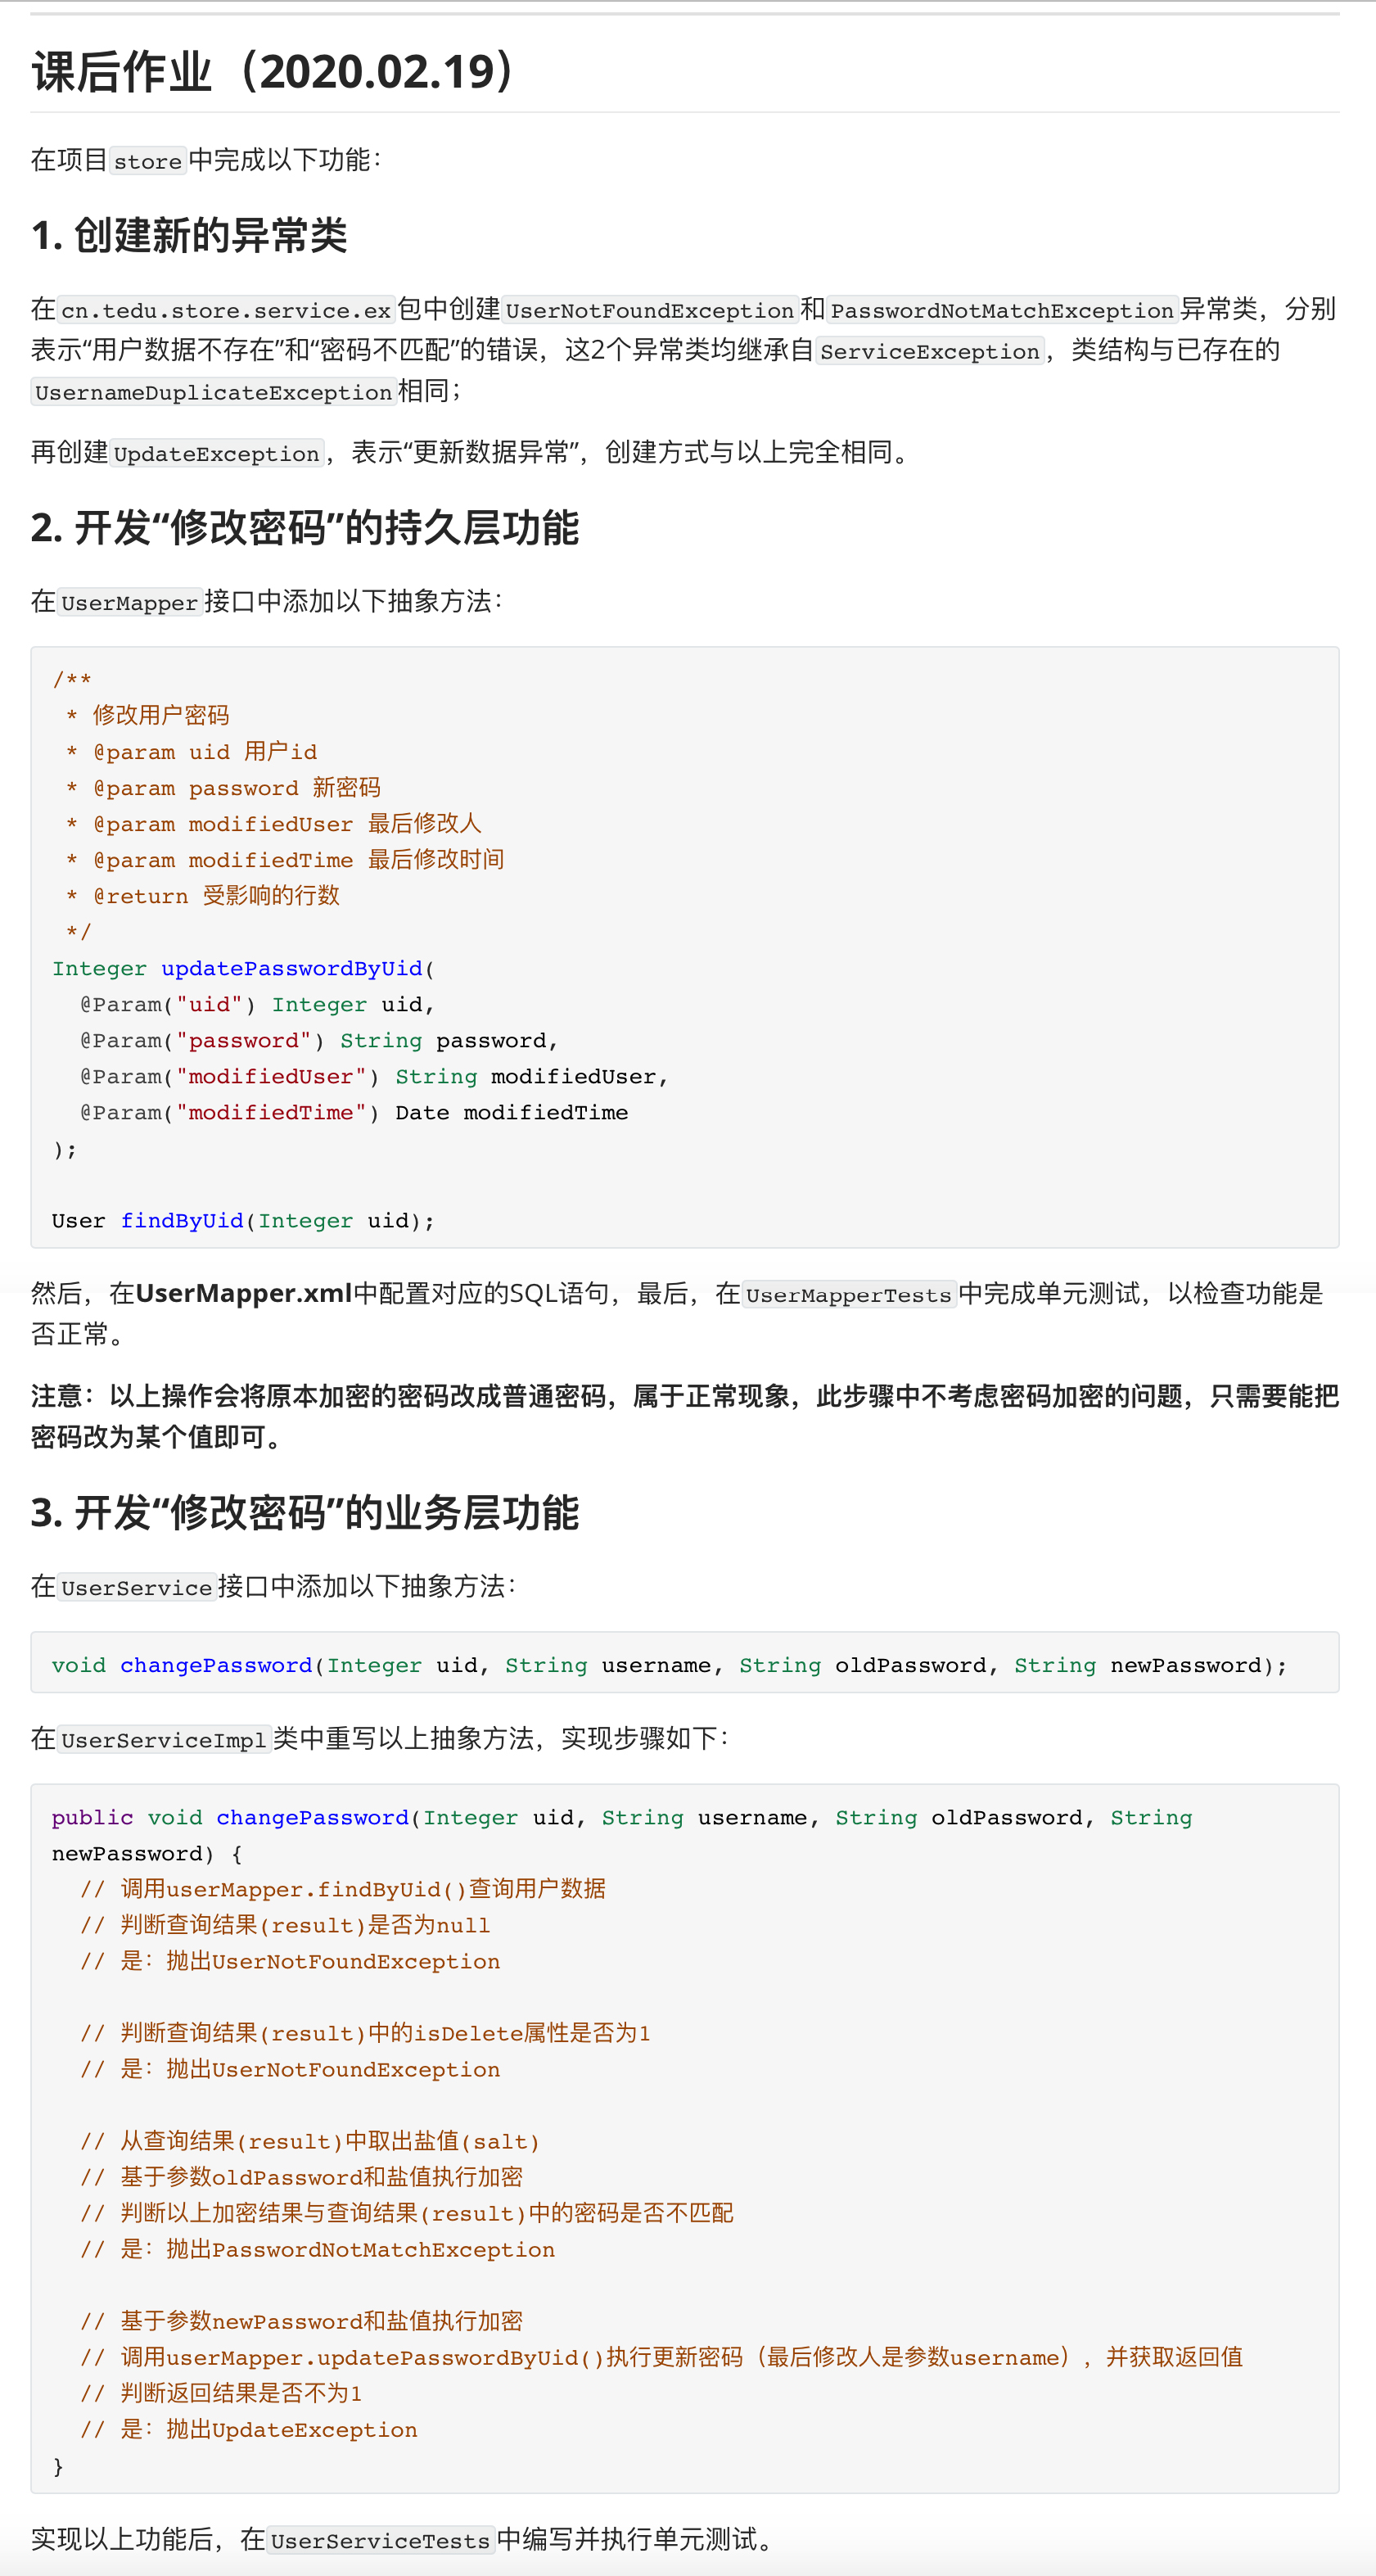 课后作业（2020.02.19）
在项目store中完成以下功能：
1. 创建新的异常类
在cn.tedu.store.service.ex包中创建UserNotFoundException和PasswordNotMatchException异常类，分别
表示“用户数据不存在”和“密码不匹配”的错误，这2个异常类均继承自ServiceException，类结构与已存在的
UsernameDuplicateException相同；
再创建UpdateException，表示“更新数据异常”，创建方式与以上完全相同。
2. 开发“修改密码”的持久层功能
在UserMapper接口中添加以下抽象方法：
/**
 * 修改用户密码
 * @param uid 用户id
 * @param password 新密码
 * @param modifiedUser 最后修改人
 * @param modifiedTime 最后修改时间
 * @return 受影响的行数
 */
Integer updatePasswordByUid(
  @Param("uid") Integer uid,
  @Param("password") String password,
  @Param("modifiedUser") String modifiedUser,
  @Param("modifiedTime") Date modifiedTime
);
User findByUid(Integer uid);
然后，在UserMapper.xml中配置对应的SQL语句，最后，在UserMapperTests中完成单元测试，以检查功能是
否正常。
注意：以上操作会将原本加密的密码改成普通密码，属于正常现象，此步骤中不考虑密码加密的问题，只需要能把
密码改为某个值即可。
3. 开发“修改密码”的业务层功能
在UserService接口中添加以下抽象方法：
void changePassword(Integer uid, String username, String oldPassword, String newPassword);
在UserServiceImpl类中重写以上抽象方法，实现步骤如下：
public void changePassword(Integer uid, String username, String oldPassword, String
newPassword) {
  // 调用userMapper.findByUid()查询用户数据
  // 判断查询结果(result)是否为null
  // 是：抛出UserNotFoundException
  // 判断查询结果(result)中的isDelete属性是否为1
  // 是：抛出UserNotFoundException
  // 从查询结果(result)中取出盐值(salt)
  // 基于参数oldPassword和盐值执行加密
  // 判断以上加密结果与查询结果(result)中的密码是否不匹配
  // 是：抛出PasswordNotMatchException
  // 基于参数newPassword和盐值执行加密
  // 调用userMapper.updatePasswordByUid()执行更新密码（最后修改人是参数username），并获取返回值
  // 判断返回结果是否不为1
  // 是：抛出UpdateException
}
实现以上功能后，在UserServiceTests中编写并执行单元测试。